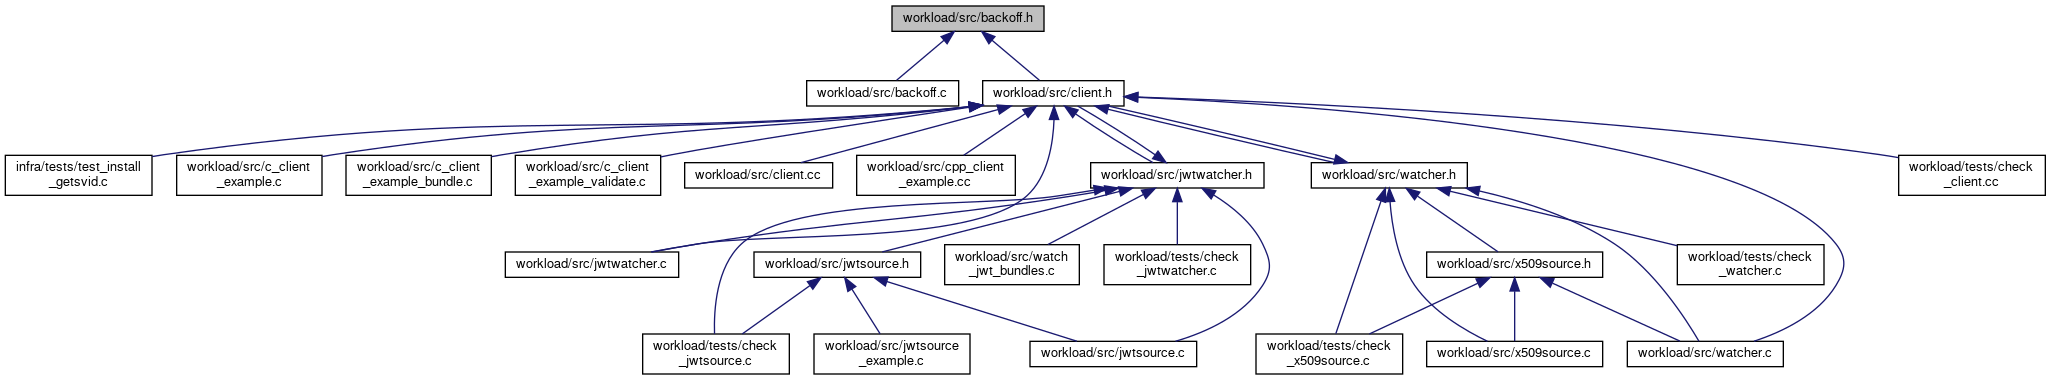 workload/src/backoff.h
workload/src/backoff.c
workload/src/client.h
infra/tests/test_install
_getsvid.c
workload/src/c_client
_example.c
workload/src/c_client
_example_bundle.c
workload/src/c_client
_example_validate.c
workload/src/client.cc
workload/src/cpp_client
_example.cc
workload/src/jwtwatcher.h
workload/src/watcher.h
workload/tests/check
_client.cc
workload/src/jwtwatcher.c
workload/src/jwtsource.h
workload/src/watch
_jwt_bundles.c
workload/tests/check
_jwtwatcher.c
workload/src/x509source.h
workload/tests/check
_watcher.c
workload/tests/check
_jwtsource.c
workload/src/jwtsource
_example.c
workload/src/jwtsource.c
workload/tests/check
_x509source.c
workload/src/x509source.c
workload/src/watcher.c